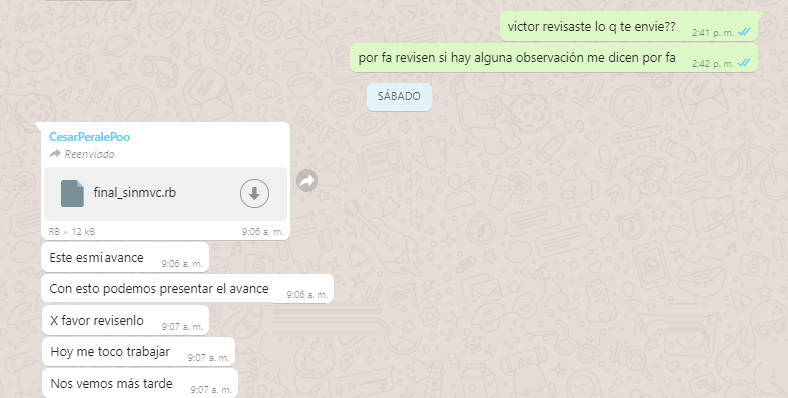 victor revisaste lo q te envie??
2:41 p. m.
por fa revisen si hay alguna observación me dicen por fa
2:42 p. m.
SÁBADO
CesarPeralePoo
Reenviado
final_sinmvc.rb
RB • 12 kB
9:06 a. m.
Este esmiavance
9:06 a. m.
Con esto podemos presentar el avance
9:06 a. m.
X favor revisenlo
9:07 a. m.
Hoy me toco trabajar
9:07 a. m.
Nos vemos más tarde
9:07 a. m.